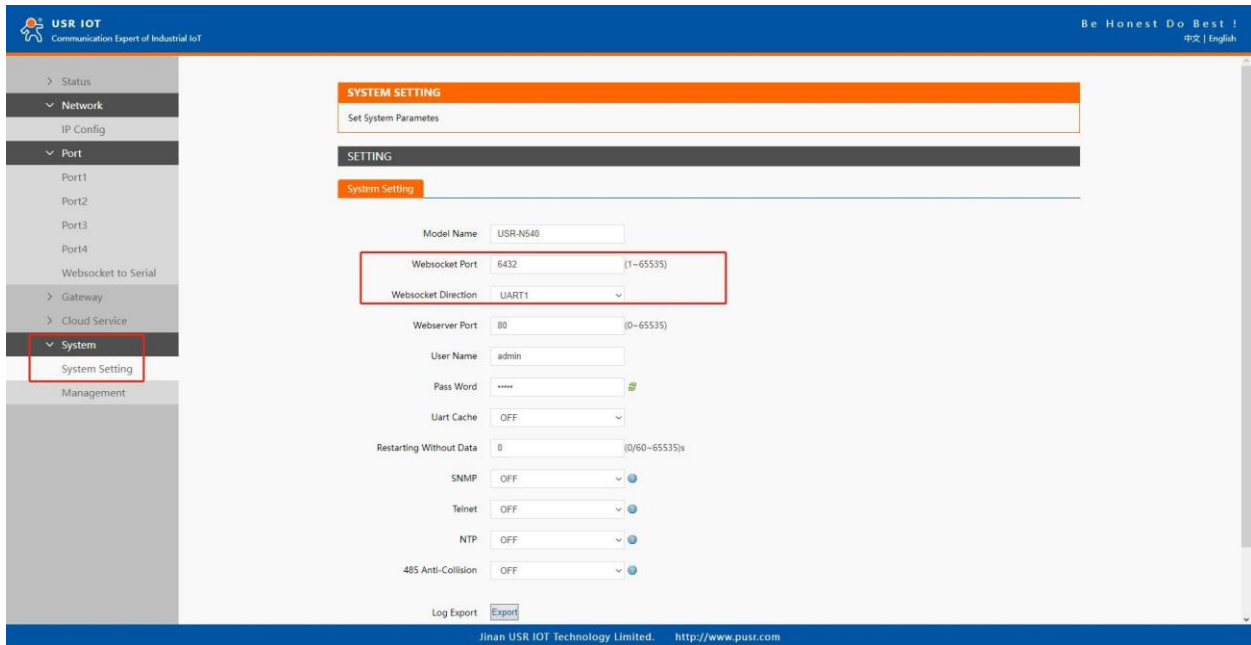 USR IOT
Communication Expert of Industrial IoT
Be Honest Do Best !
中文 | English
Status
Network
IP Config
Port
Port1
Port2
Port3
Port4
Websocket to Serial
Gateway
Cloud Service
System
System Setting
Management
SYSTEM SETTING
Set System Parametes
SETTING
System Setting
Model Name USR-N540
Websocket Port 6432 (1~65535)
Websocket Direction UART1
Webserver Port 80 (0~65535)
User Name admin
Pass Word •••••
Uart Cache OFF
Restarting Without Data 0 (0/60~65535)s
SNMP OFF
Telnet OFF
NTP OFF
485 Anti-Collision OFF
Log Export Export
Jinan USR IOT Technology Limited. http://www.pusr.com